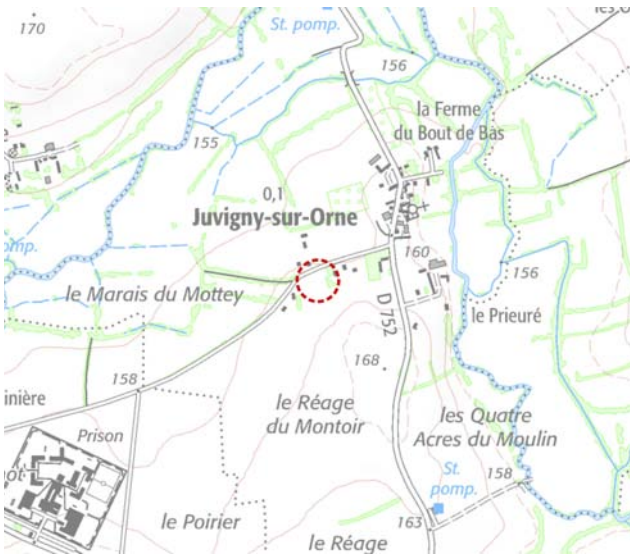 170
St. pomp.
les
156
la Ferme
du Bout de Bas
155
0,1
Juvigny-sur-Orne
pomp.
160
156
le Marais du Mottey
D 752
le Prieuré
168
158
inière
le Réage
du Montoir
les Quatre
Acres du Moulin
Prison
St.
pomp.
158
le Poirier
163
le Réage